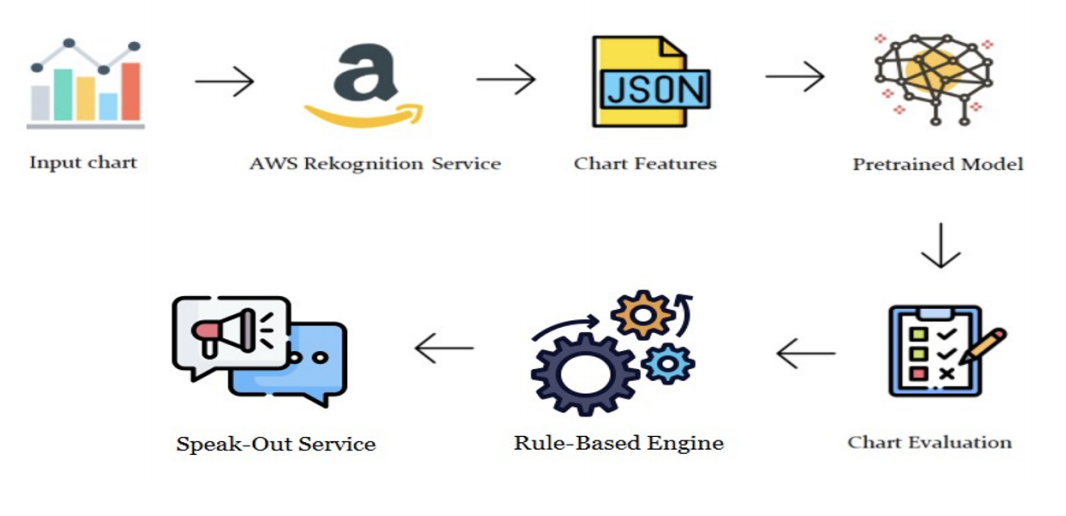 a
JSON
Input chart
AWS Rekognition Service
Chart Features
Pretrained Model
Speak-Out Service
Rule-Based Engine
Chart Evaluation